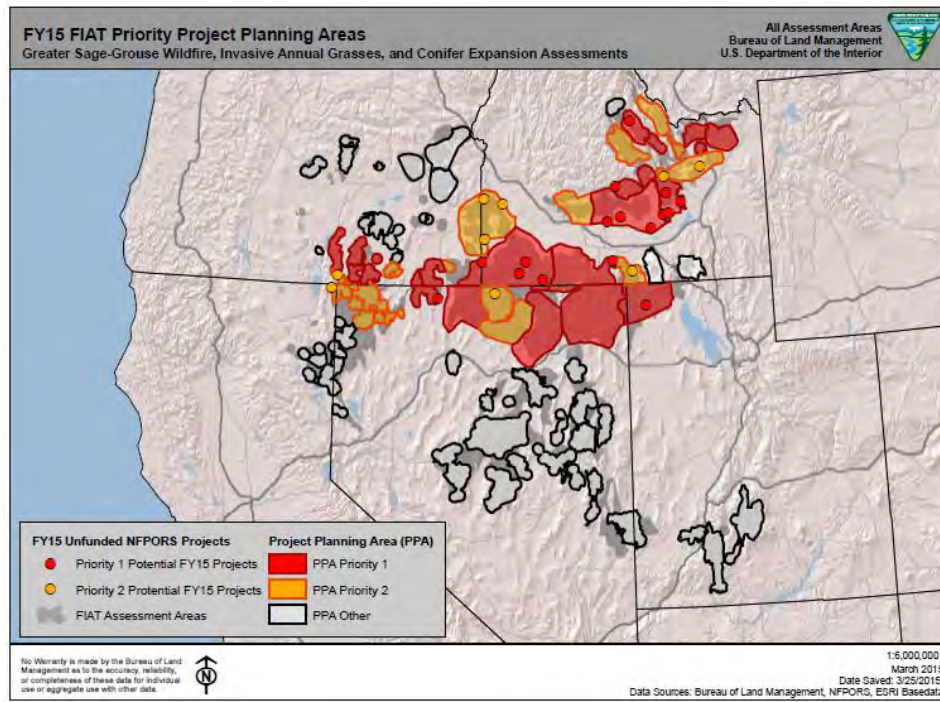 FY15 FIAT Priority Project Planning Areas
Greater Sage-Grouse Wildfire, Invasive Annual Grasses, and Conifer Expansion Assessments
All Assessment Areas
Bureau of Land Management
U.S. Department of the Interior
FY15 Unfunded NFPORS Projects
Priority 1 Potential FY15 Projects
Priority 2 Protential FY15 Projects
FIAT Assessment Areas
Project Planning Area (PPA)
PPA Priority 1
PPA Priority 2
PPA Other
No Warranty is made by the Bureau of Land
Management as to the accuracy, reliability,
or completeness of these data for individual
use or aggregate use with other data.
N
1:6,000,000
March 2015
Date Saved: 3/25/2015
Data Sources: Bureau of Land Management, NFPORS, ESRI Basedata